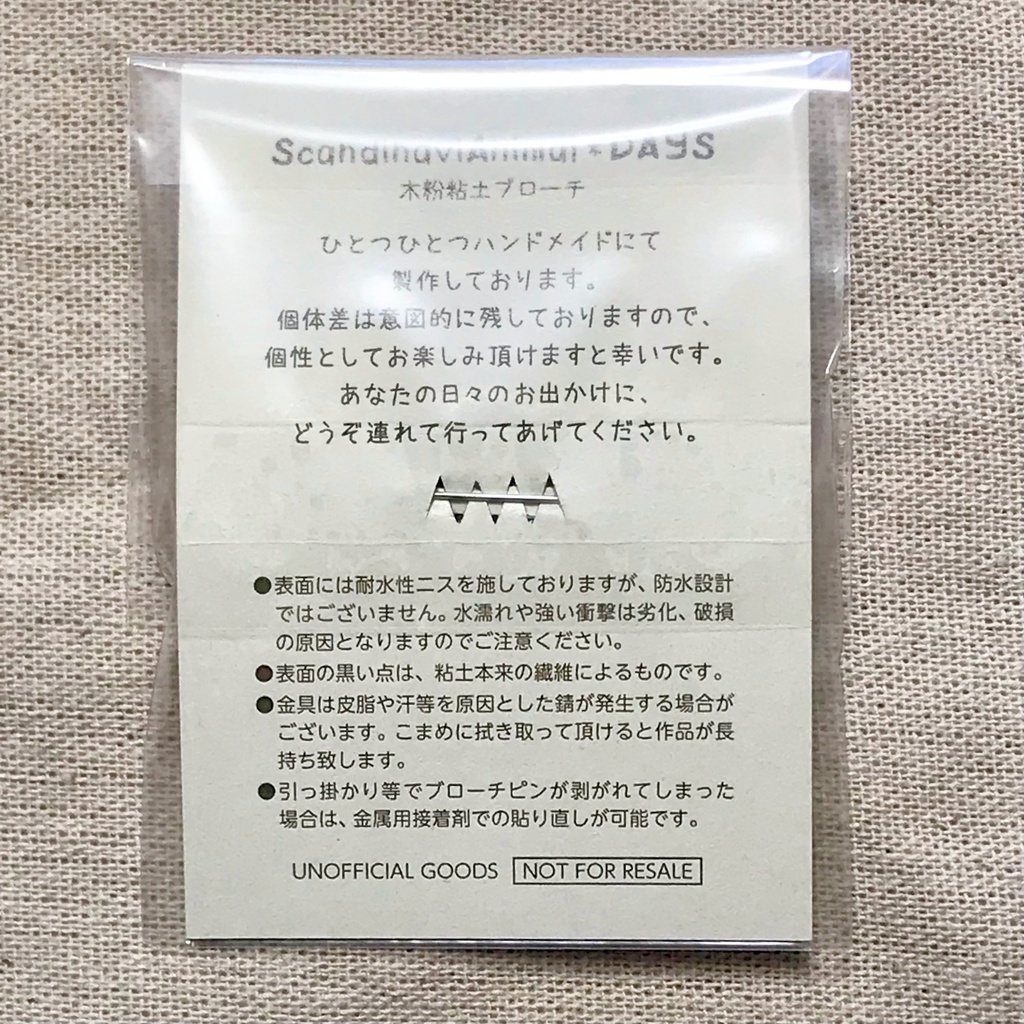 ScandinaviAnimal * DAYS
木粉粘土ブローチ
ひとつひとつハンドメイドにて
製作しております。
個体差は意図的に残しておりますので、
個性としてお楽しみ頂けますと幸いです。
あなたの日々のお出かけに、
どうぞ連れて行ってあげてください。
●表面には耐水性ニスを施しておりますが、防水設計
ではございません。水濡れや強い衝撃は劣化、破損
の原因となりますのでご注意ください。
●表面の黒い点は、粘土本来の繊維によるものです。
●金具は皮脂や汗等を原因とした錆が発生する場合が
ございます。こまめに拭き取って頂けると作品が長
持ち致します。
●引っ掛かり等でブローチピンが剥がれてしまった
場合は、金属用接着剤での貼り直しが可能です。
UNOFFICIAL GOODS NOT FOR RESALE